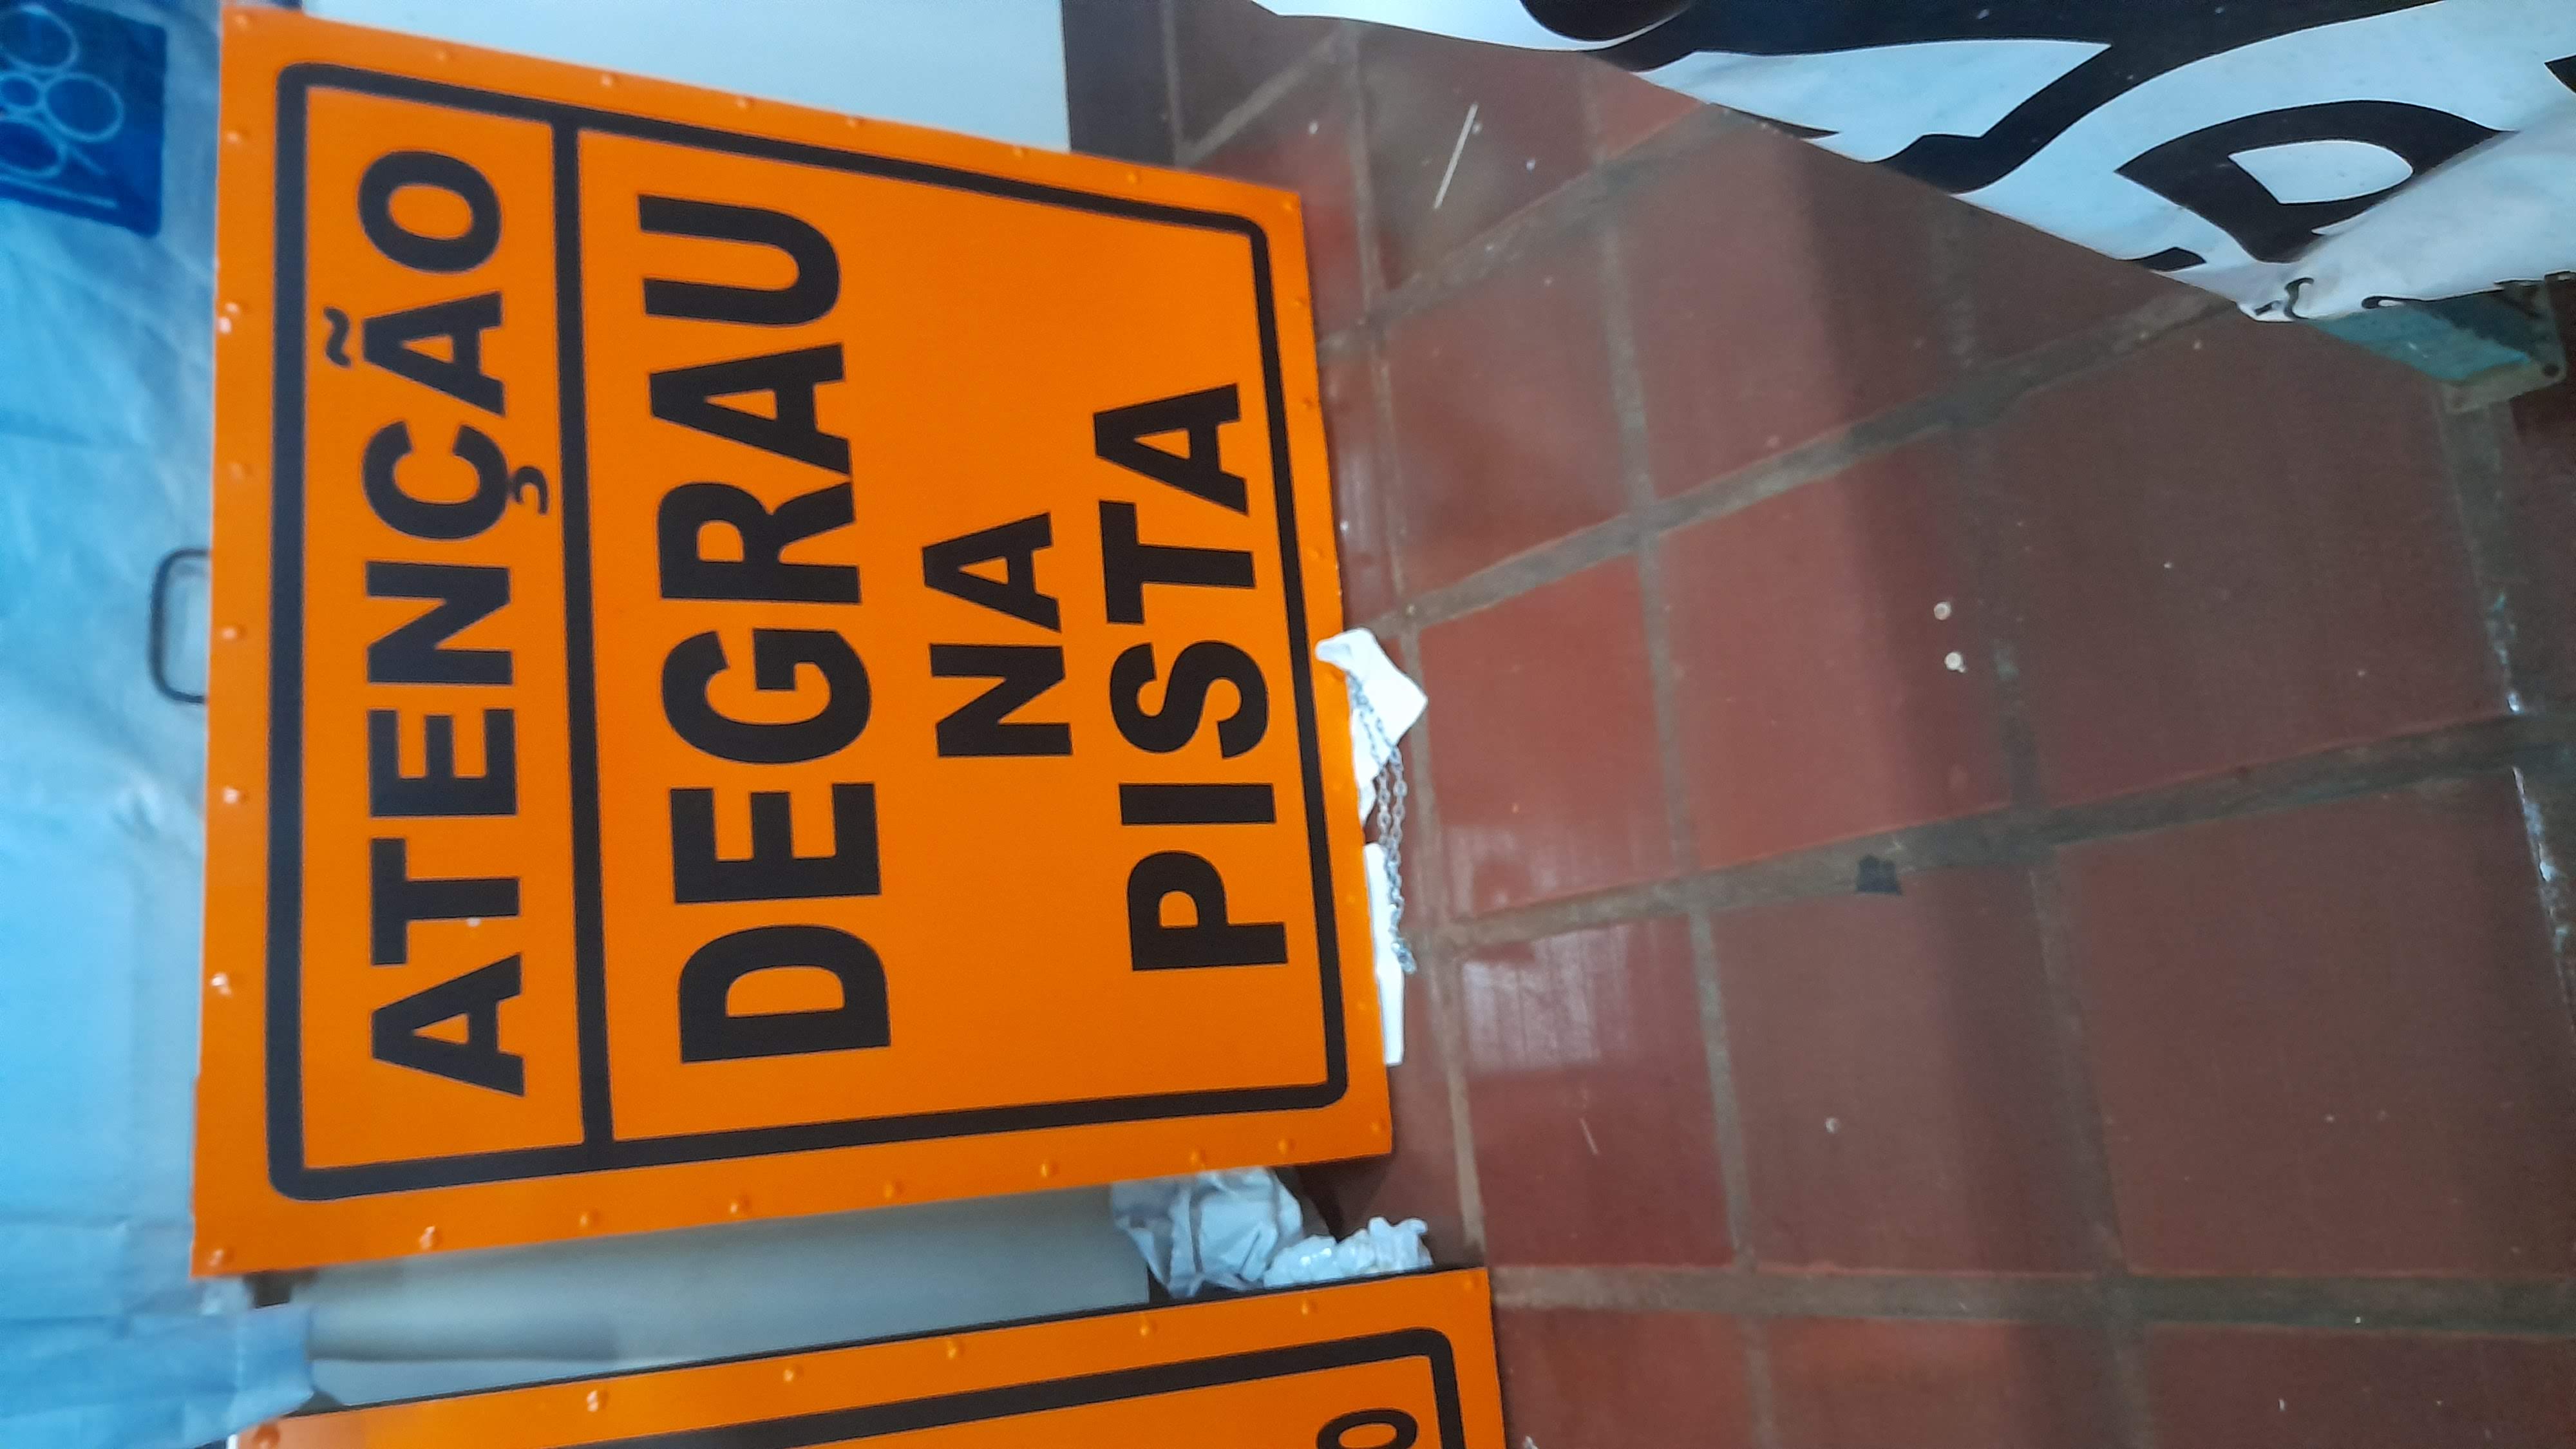 ATENÇÃO
DEGRAU
NA
PISTA